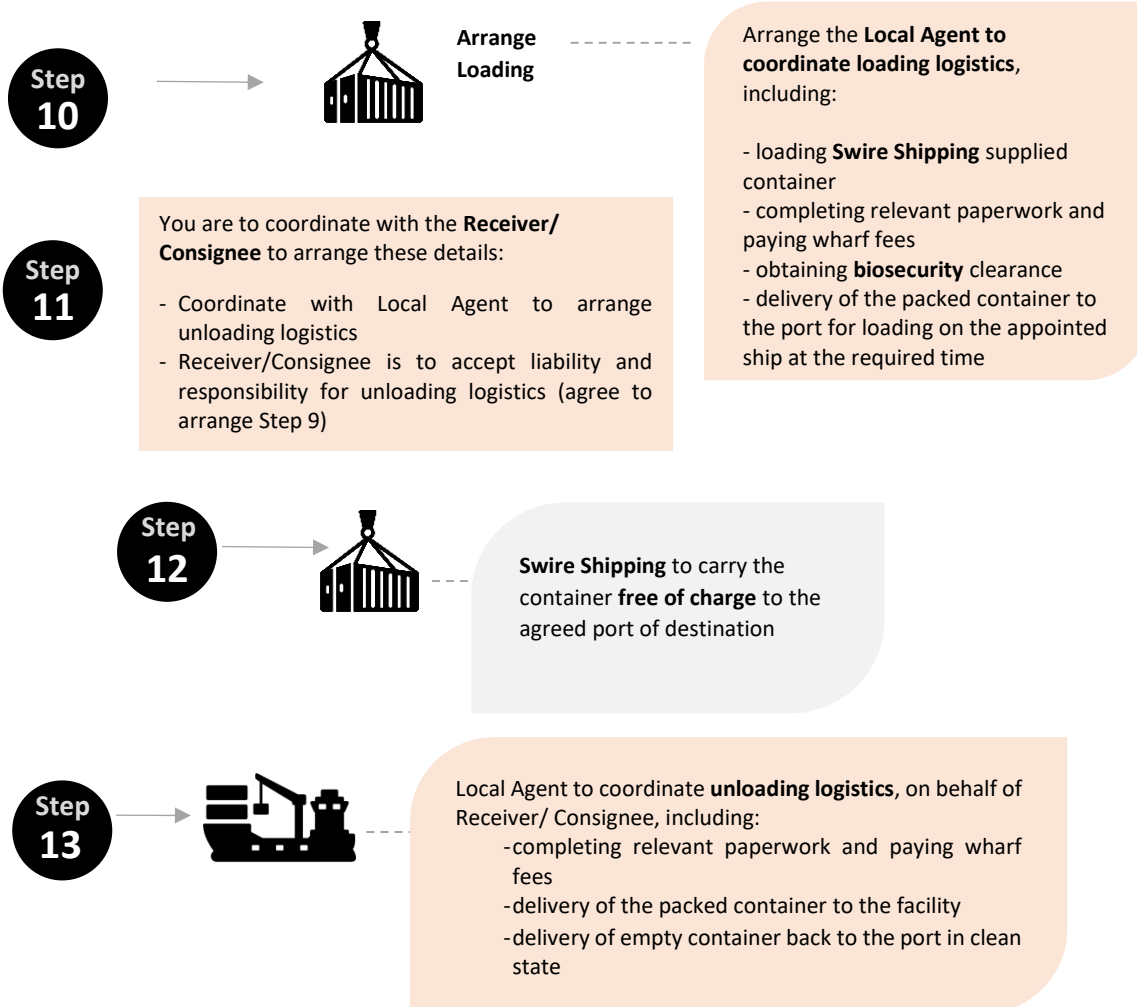 Step
10
Arrange
Loading
Arrange the Local Agent to
coordinate loading logistics,
including:
- loading Swire Shipping supplied
container
- completing relevant paperwork and
paying wharf fees
- obtaining biosecurity clearance
- delivery of the packed container to
the port for loading on the appointed
ship at the required time
Step
11
You are to coordinate with the Receiver/
Consignee to arrange these details:
- Coordinate with Local Agent to arrange
unloading logistics
- Receiver/Consignee is to accept liability and
responsibility for unloading logistics (agree to
arrange Step 9)
Step
12
Swire Shipping to carry the
container free of charge to the
agreed port of destination
Step
13
Local Agent to coordinate unloading logistics, on behalf of
Receiver/ Consignee, including:
-completing relevant paperwork and paying wharf
fees
-delivery of the packed container to the facility
-delivery of empty container back to the port in clean
state